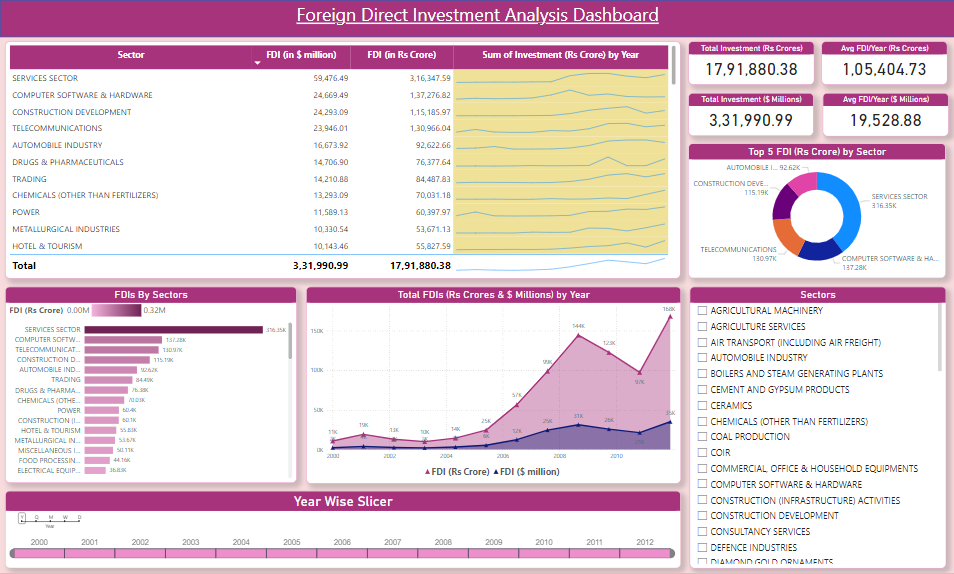 Foreign Direct Investment Analysis Dashboard
Sector FDI (in $ million) FDI (in Rs Crore) Sum of Investment (Rs Crore) by Year
SERVICES SECTOR 59,476.49 3,16,347.59
COMPUTER SOFTWARE & HARDWARE 24,669.49 1,37,276.82
CONSTRUCTION DEVELOPMENT 24,293.09 1,15,185.97
TELECOMMUNICATIONS 23,946.01 1,30,966.04
AUTOMOBILE INDUSTRY 16,673.92 92,622.66
DRUGS & PHARMACEUTICALS 14,706.90 76,377.64
TRADING 14,210.88 84,487.83
CHEMICALS (OTHER THAN FERTILIZERS) 13,293.09 70,031.18
POWER 11,589.13 60,397.97
METALLURGICAL INDUSTRIES 10,330.54 53,671.13
HOTEL & TOURISM 10,143.46 55,827.59
Total 3,31,990.99 17,91,880.38
Total Investment (Rs Crores)
17,91,880.38
Avg FDI/Year (Rs Crores)
1,05,404.73
Total Investment ($ Millions)
3,31,990.99
Avg FDI/Year ($ Millions)
19,528.88
Top 5 FDI (Rs Crore) by Sector
AUTOMOBILE I... 92.62K
CONSTRUCTION DEVE...
115.19K
SERVICES SECTOR
316.35K
TELECOMMUNICATIONS
130.97K
COMPUTER SOFTWARE & HA...
137.28K
FDIs By Sectors
FDI (Rs Crore) 0.00M 0.32M
SERVICES SECTOR 316.35K
COMPUTER SOFTW... 137.28K
TELECOMMUNICAT... 130.97K
CONSTRUCTION D... 115.19K
AUTOMOBILE IND... 92.62K
TRADING 84.49K
DRUGS & PHARMA... 76.38K
CHEMICALS (OTHE... 70.03K
POWER 60.4K
CONSTRUCTION (I... 60.1K
HOTEL & TOURISM 55.83K
METALLURGICAL IN... 53.67K
MISCELLANEOUS I... 50.11K
FOOD PROCESSIN... 44.16K
ELECTRICAL EQUIP... 36.83K
Total FDIs (Rs Crores & $ Millions) by Year
150K
100K
50K
0K
11K 19K 13K 10K 14K 25K 57K 99K 144K 123K 97K 168K
6K 12K 25K 31K 26K 35K
2000 2002 2004 2006 2008 2010
FDI (Rs Crore) FDI ($ million)
Sectors
AGRICULTURAL MACHINERY
AGRICULTURE SERVICES
AIR TRANSPORT (INCLUDING AIR FREIGHT)
AUTOMOBILE INDUSTRY
BOILERS AND STEAM GENERATING PLANTS
CEMENT AND GYPSUM PRODUCTS
CERAMICS
CHEMICALS (OTHER THAN FERTILIZERS)
COAL PRODUCTION
COIR
COMMERCIAL, OFFICE & HOUSEHOLD EQUIPMENTS
COMPUTER SOFTWARE & HARDWARE
CONSTRUCTION (INFRASTRUCTURE) ACTIVITIES
CONSTRUCTION DEVELOPMENT
CONSULTANCY SERVICES
DEFENCE INDUSTRIES
DIAMOND,GOLD ORNAMENTS
Year Wise Slicer
Y Q M W D
Year
2000 2001 2002 2003 2004 2005 2006 2007 2008 2009 2010 2011 2012